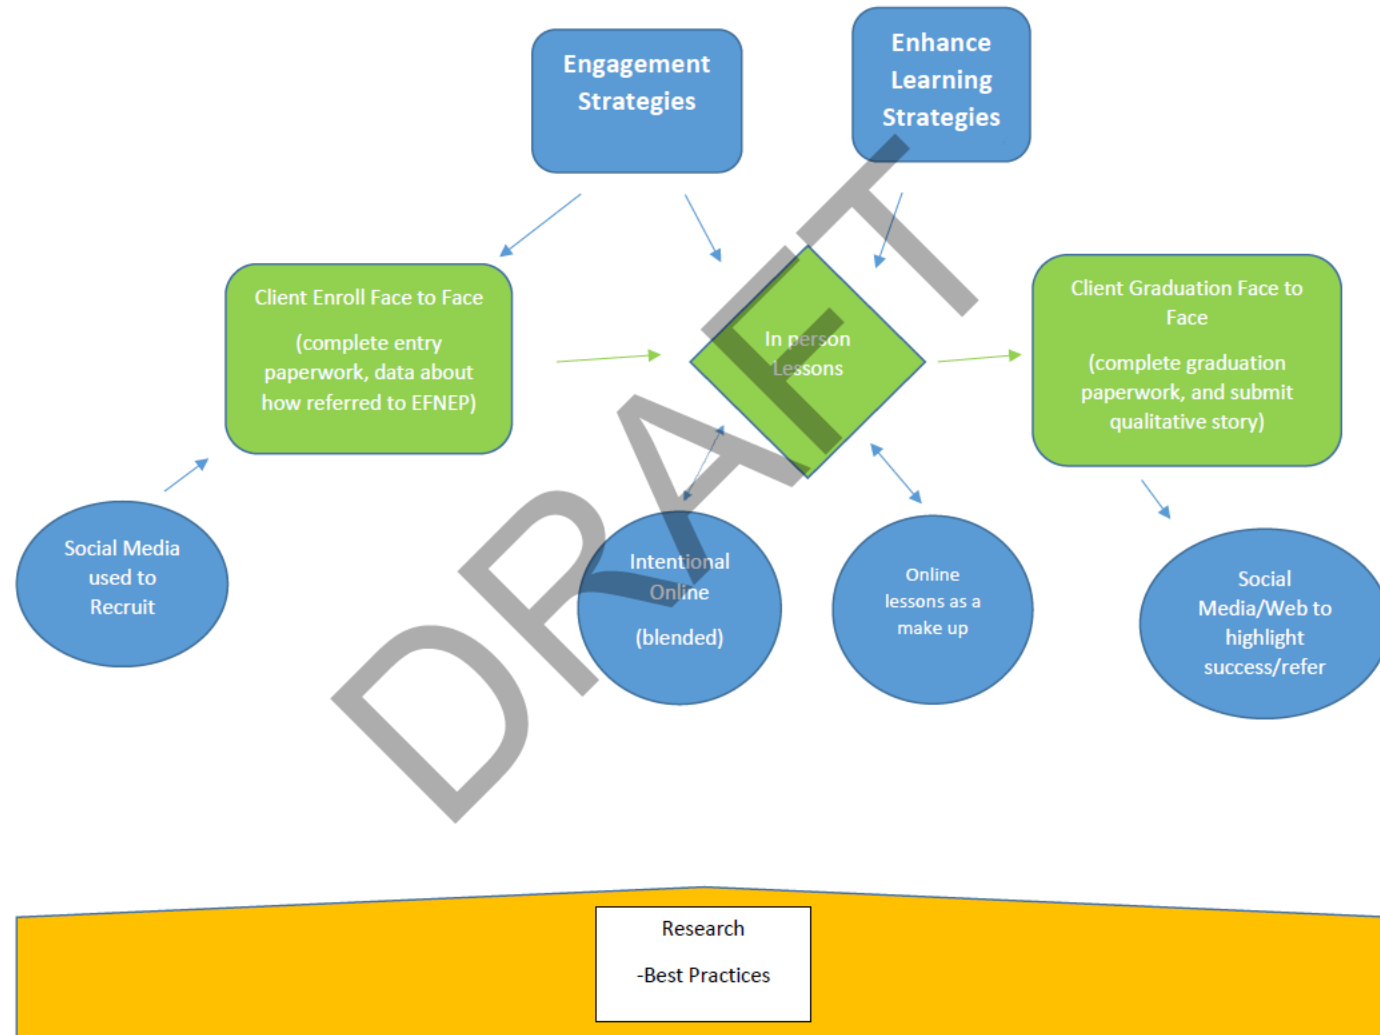 Engagement
Strategies
Enhance
Learning
Strategies
Client Enroll Face to Face
(complete entry
paperwork, data about
how referred to EFNEP)
In person
Lessons
Client Graduation Face to
Face
(complete graduation
paperwork, and submit
qualitative story)
Social Media
used to
Recruit
Intentional
Online
(blended)
Online
lessons as a
make up
Social
Media/Web to
highlight
success/refer
DRAFT
Research
-Best Practices